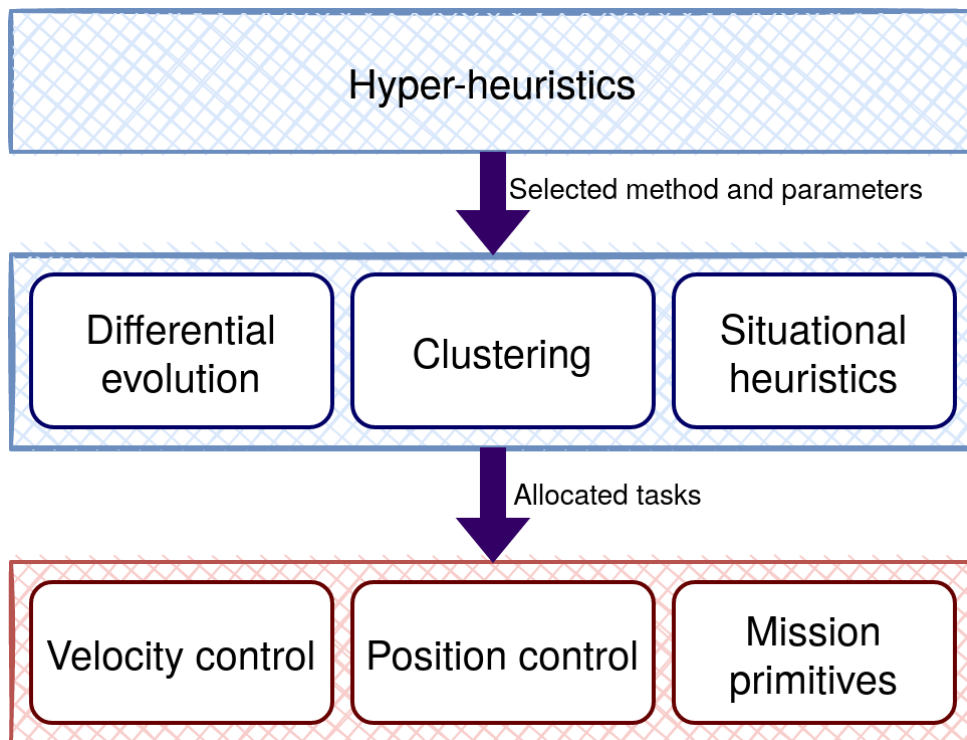 Hyper-heuristics
Selected method and parameters
Differential
evolution
Clustering
Situational
heuristics
Allocated tasks
Velocity control
Position control
Mission
primitives